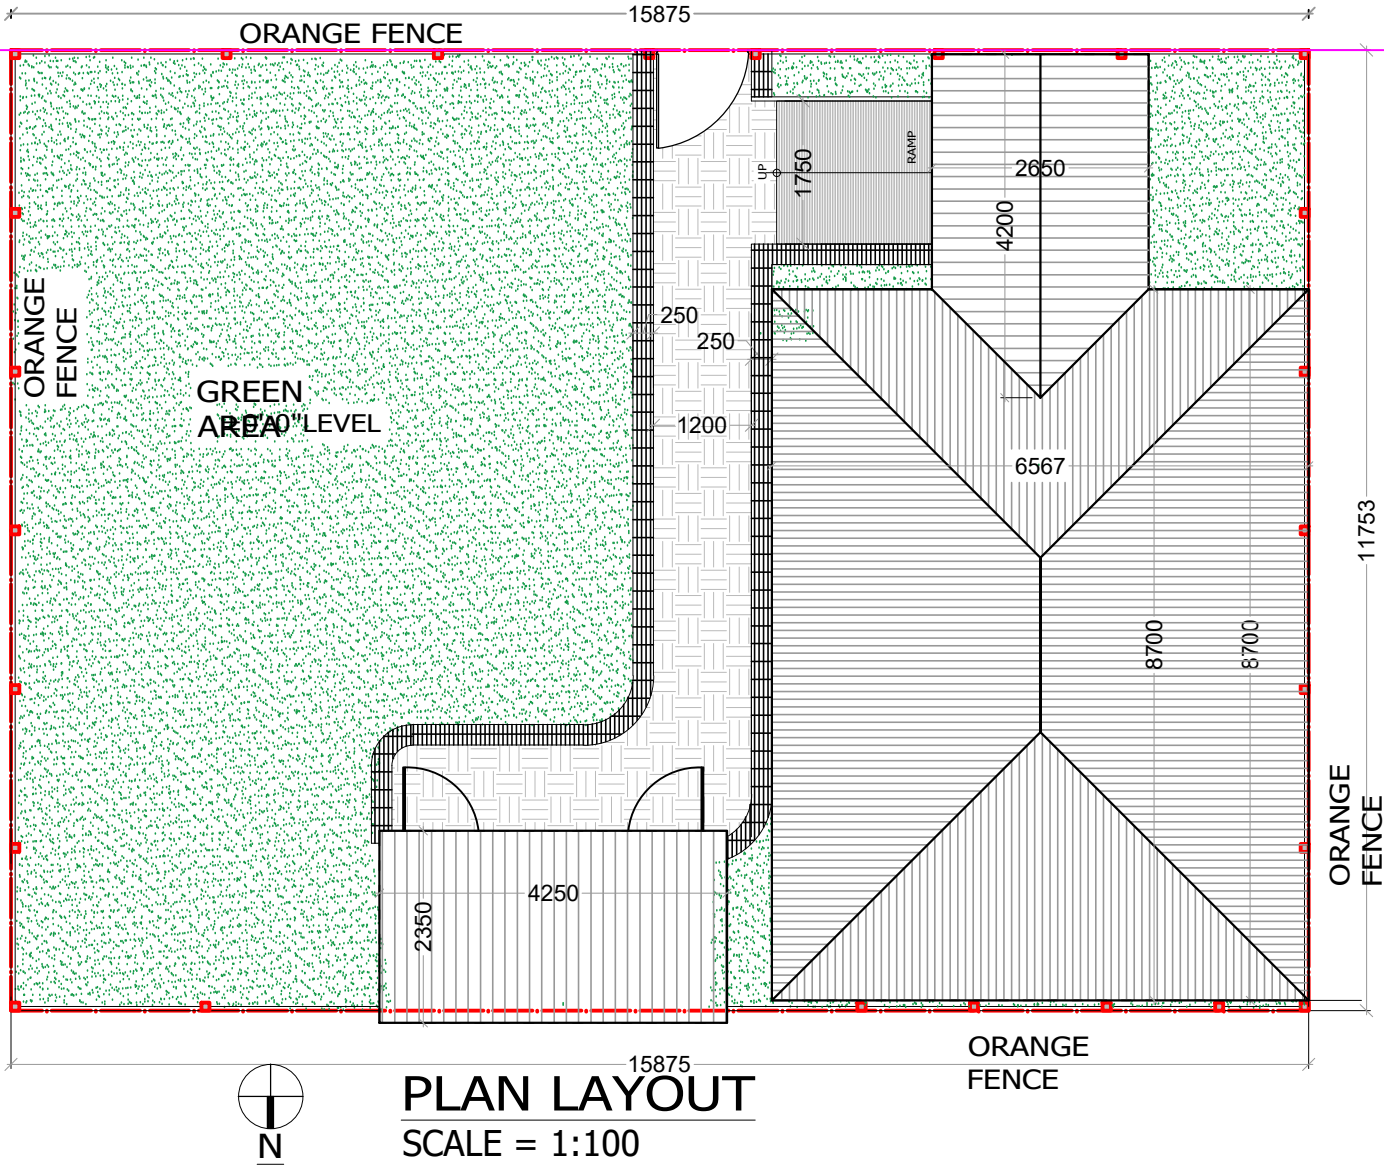 15875
ORANGE FENCE
UP
1750
RAMP
2650
4200
ORANGE
FENCE
250
250
GREEN
AREA
LEVEL
1200
6567
11753
8700
8700
ORANGE
FENCE
4250
2350
15875
ORANGE
FENCE
N
PLAN LAYOUT
SCALE = 1:100